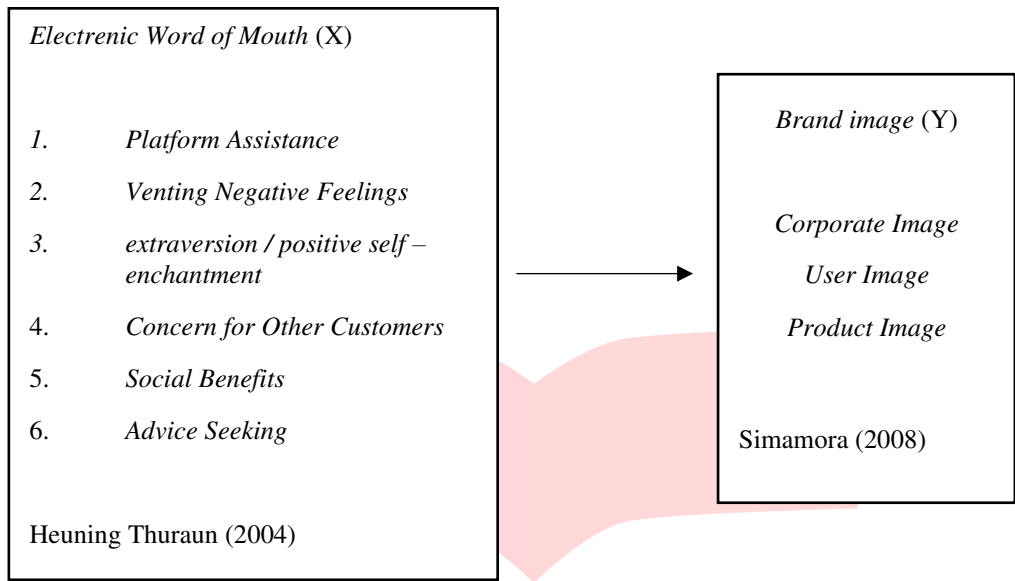 Electrenic Word of Mouth (X)
1. Platform Assistance
2. Venting Negative Feelings
3. extraversion / positive self –
enchantment
4. Concern for Other Customers
5. Social Benefits
6. Advice Seeking
Heuning Thuraun (2004)
Brand image (Y)
Corporate Image
User Image
Product Image
Simamora (2008)